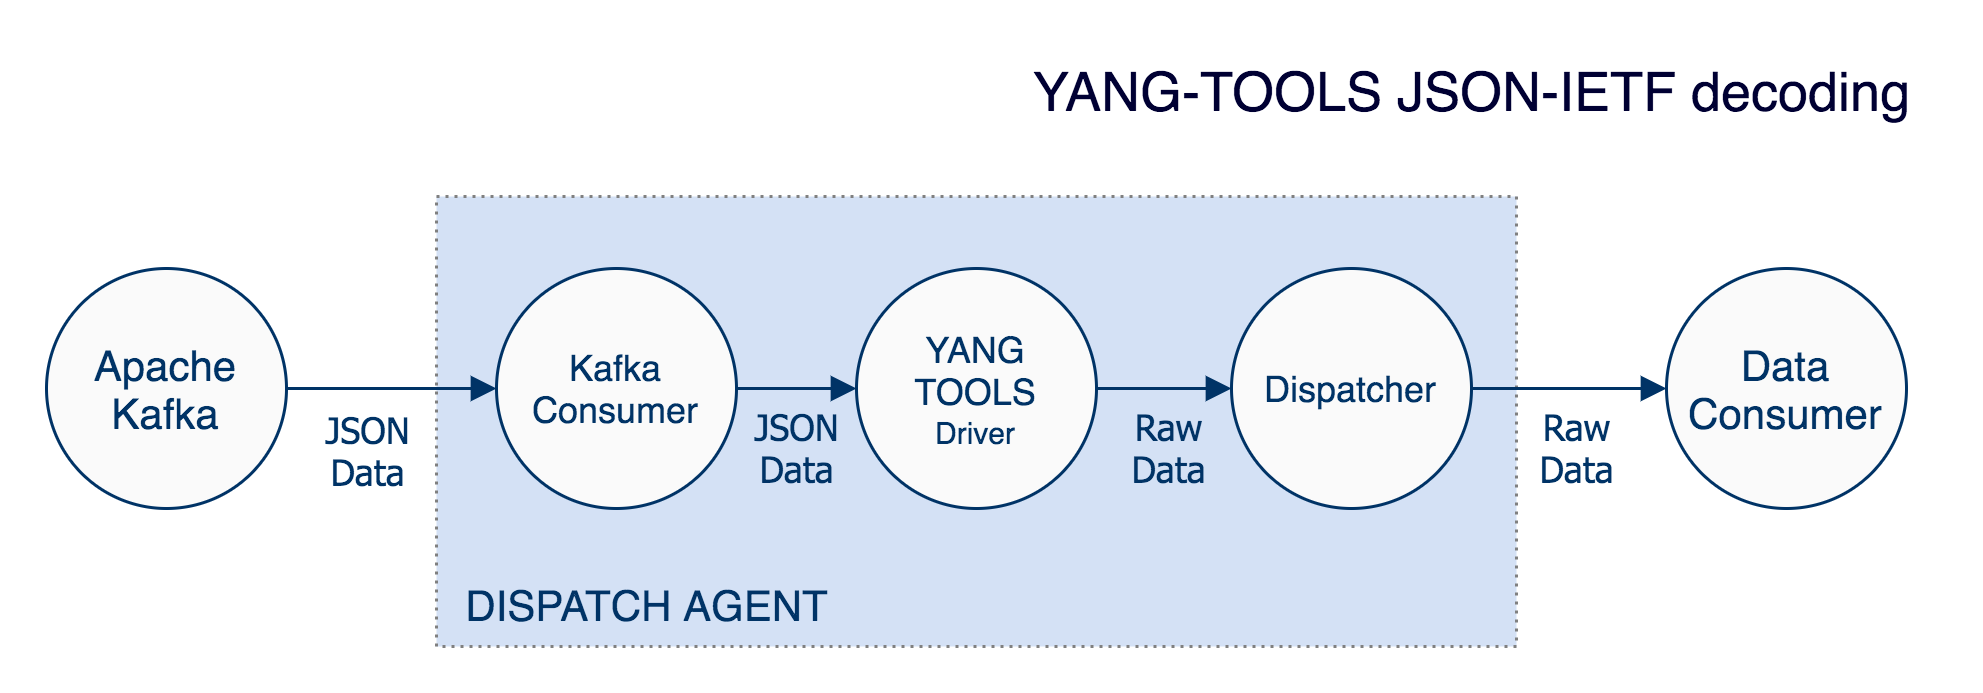 YANG-TOOLS JSON-IETF decoding
Apache
Kafka
JSON
Data
Kafka
Consumer
JSON
Data
YANG
TOOLS
Driver
Raw
Data
Dispatcher
Raw
Data
Data
Consumer
DISPATCH AGENT